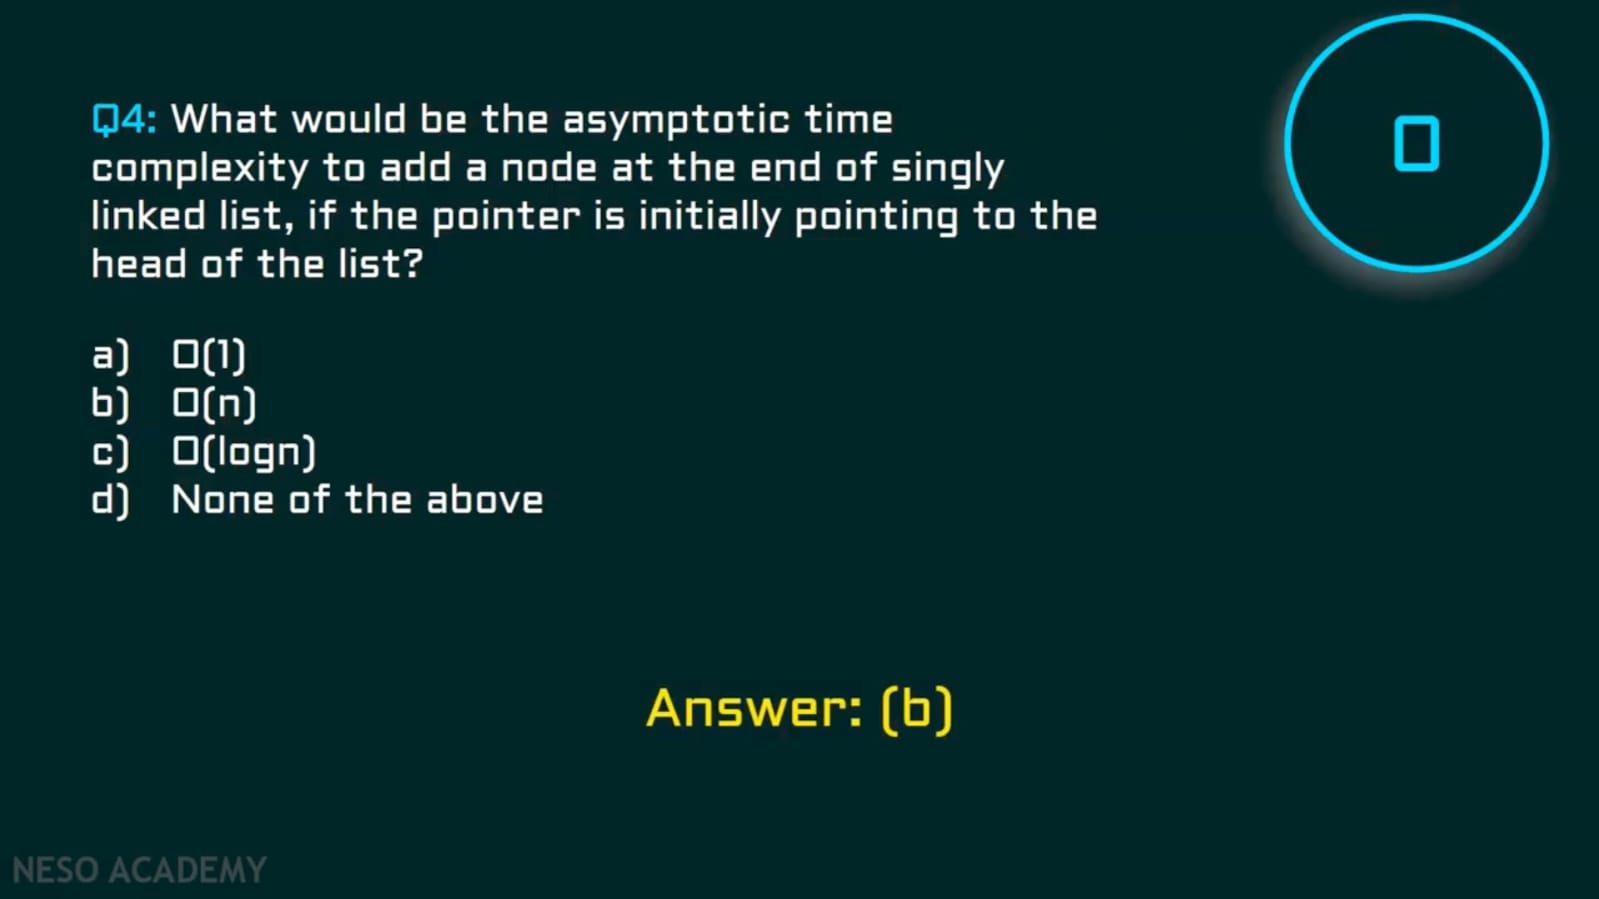 Q4: What would be the asymptotic time
complexity to add a node at the end of singly
linked list, if the pointer is initially pointing to the
head of the list?
0
a) O(1)
b) O(n)
c) O(logn)
d) None of the above
Answer: (b)
NESO ACADEMY